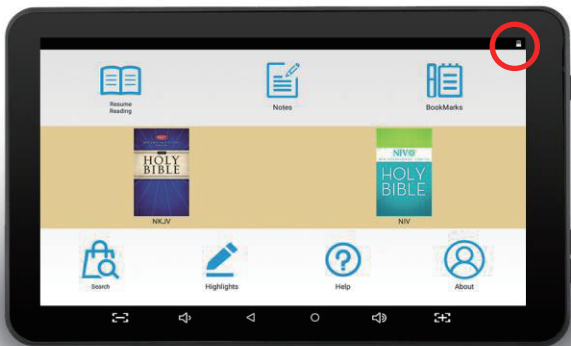 Resume
Reading
Notes
BookMarks
HOLY
BIBLE
NKJV
NIV
HOLY
BIBLE
NIV
Search
Highlights
Help
About